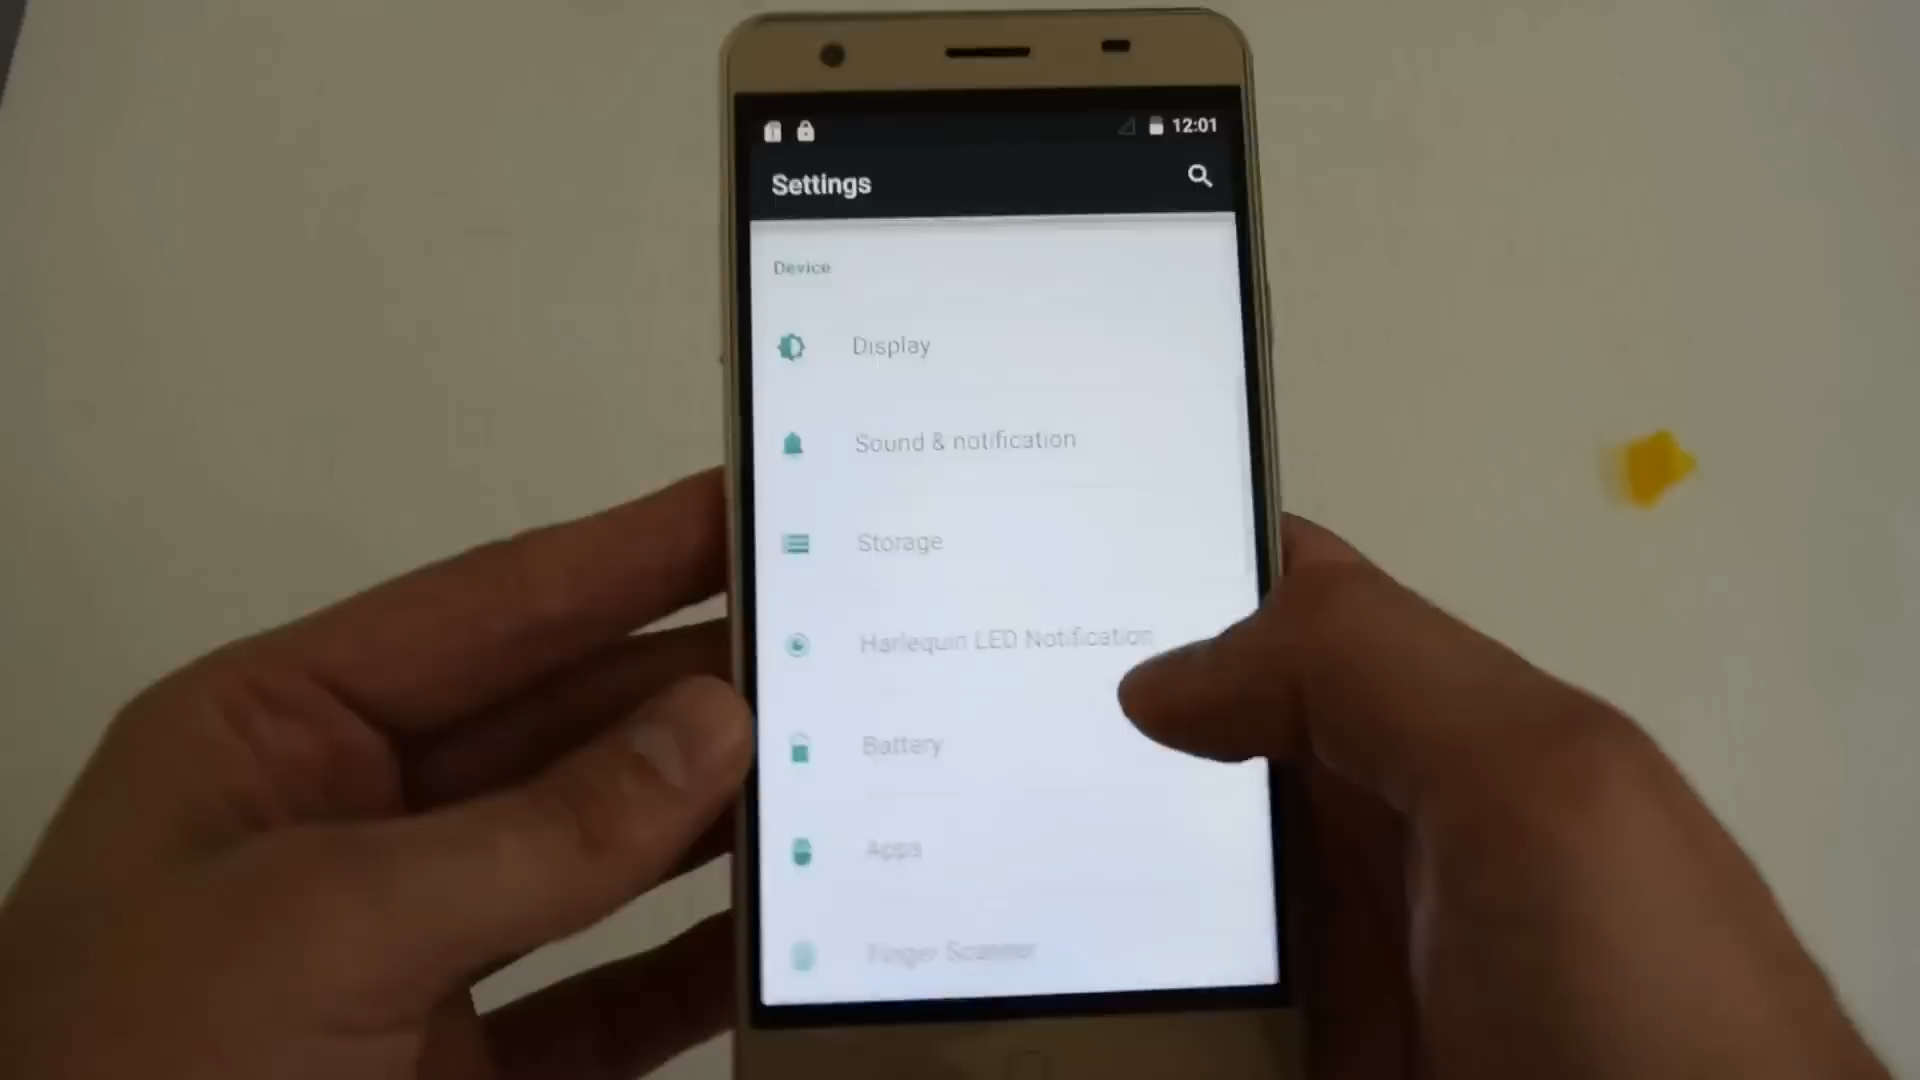 12:01
Settings
Device
Display
Sound & notification
Storage
Harlequin LED Notification
Battery
Apps
Finger Scanner